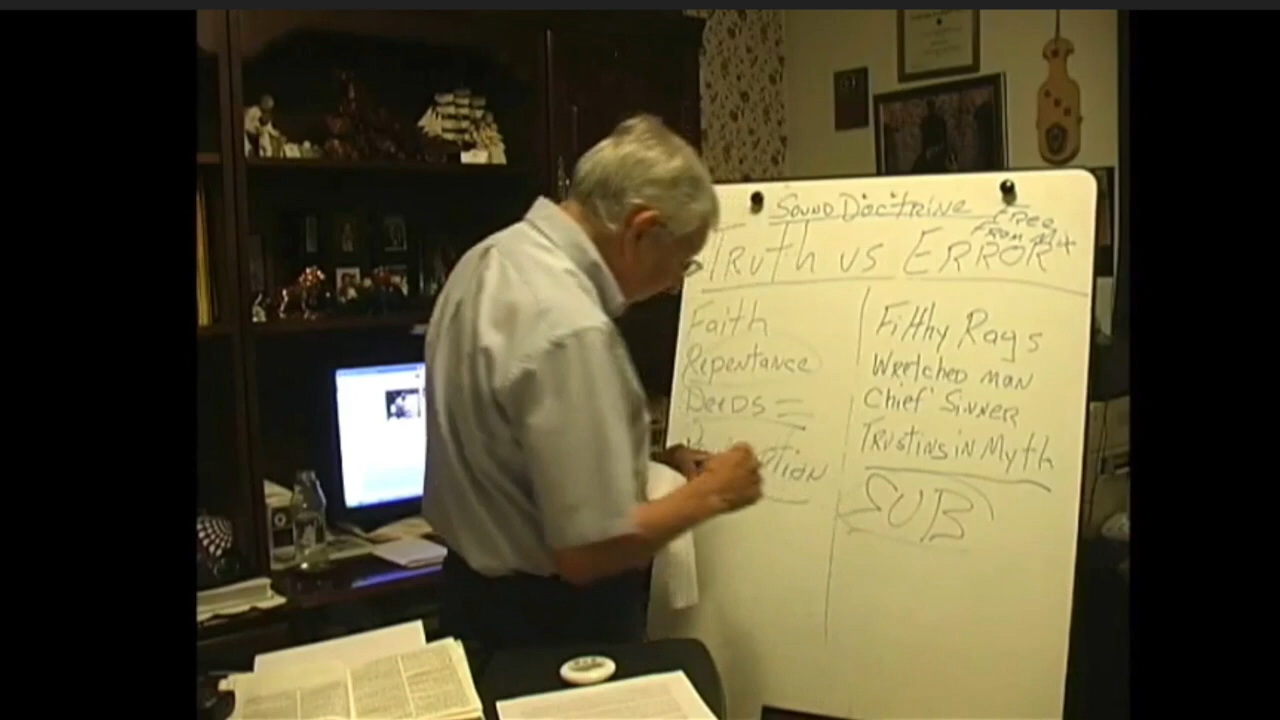 Sound Doctrine
FREE
FROM
Truth vs ERROR
Faith
Repentance
Deeds =
Filthy Rags
Wretched man
Chief Sinner
Trusting in Myth
SUB